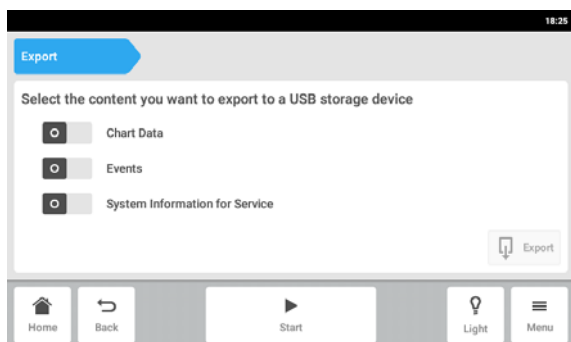 18:25
Export
Select the content you want to export to a USB storage device
Chart Data
Events
System Information for Service
Export
Home
Back
Start
Light
Menu